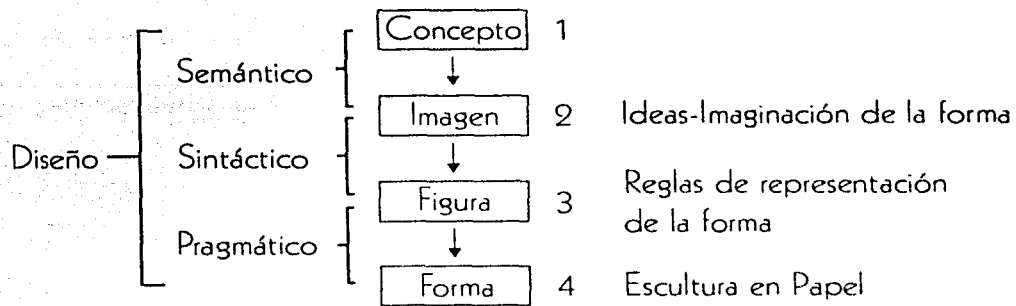 Concepto 1
Semántico
Imagen 2 Ideas-Imaginación de la forma
Diseño Sintáctico
Figura 3 Reglas de representación
de la forma
Pragmático
Forma 4 Escultura en Papel